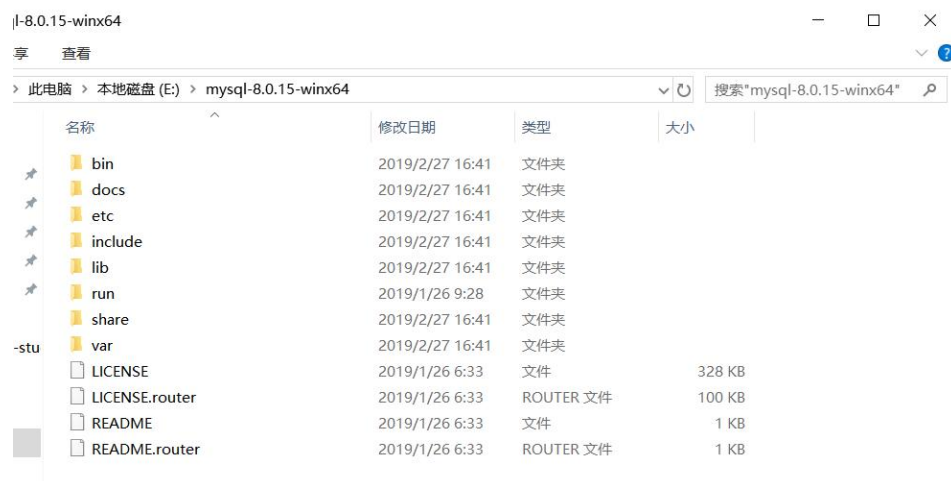 l-8.0.15-winx64
享 查看
此电脑 > 本地磁盘 (E:) > mysql-8.0.15-winx64 搜索"mysql-8.0.15-winx64"
名称 修改日期 类型 大小
bin 2019/2/27 16:41 文件夹
docs 2019/2/27 16:41 文件夹
etc 2019/2/27 16:41 文件夹
include 2019/2/27 16:41 文件夹
lib 2019/2/27 16:41 文件夹
run 2019/1/26 9:28 文件夹
share 2019/2/27 16:41 文件夹
-stu var 2019/2/27 16:41 文件夹
LICENSE 2019/1/26 6:33 文件 328 KB
LICENSE.router 2019/1/26 6:33 ROUTER 文件 100 KB
README 2019/1/26 6:33 文件 1 KB
README.router 2019/1/26 6:33 ROUTER 文件 1 KB